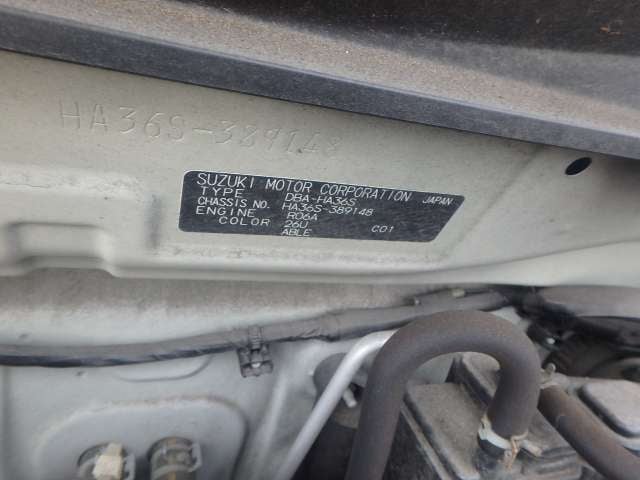 HA36S-389148
SUZUKI MOTOR CORPORATION JAPAN
TYPE DBA-HA36S
CHASSIS NO. HA36S-389148
ENGINE R06A
COLOR 26U C01
ABLE